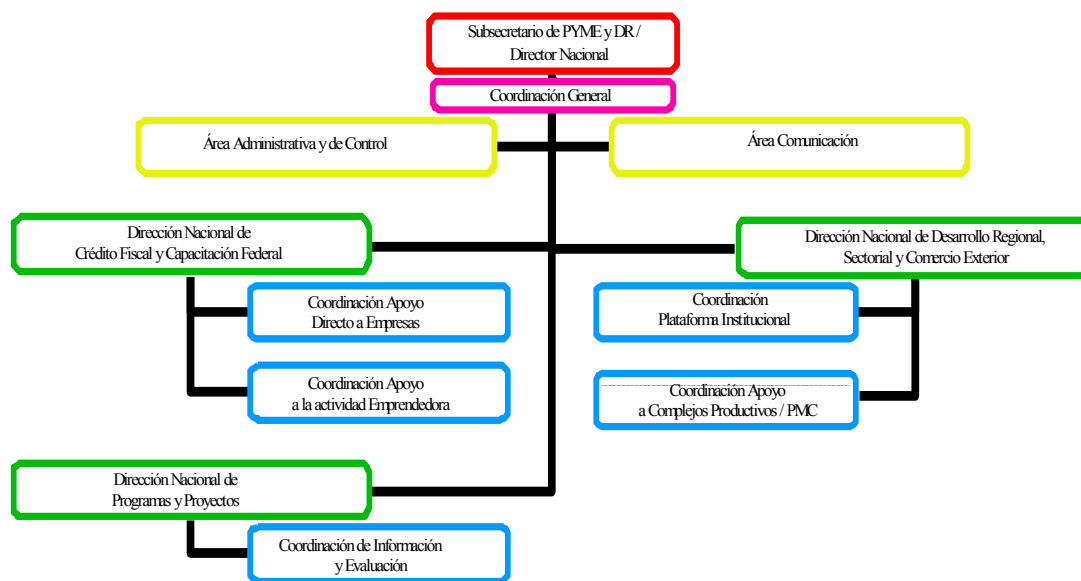 Subsecretario de PYME y DR /
Director Nacional
Coordinación General
Área Administrativa y de Control
Área Comunicación
Dirección Nacional de
Crédito Fiscal y Capacitación Federal
Dirección Nacional de Desarrollo Regional,
Sectorial y Comercio Exterior
Coordinación Apoyo
Directo a Empresas
Coordinación
Plataforma Institucional
Coordinación Apoyo
a la actividad Emprendedora
Coordinación Apoyo
a Complejos Productivos / PMC
Dirección Nacional de
Programas y Proyectos
Coordinación de Información
y Evaluación